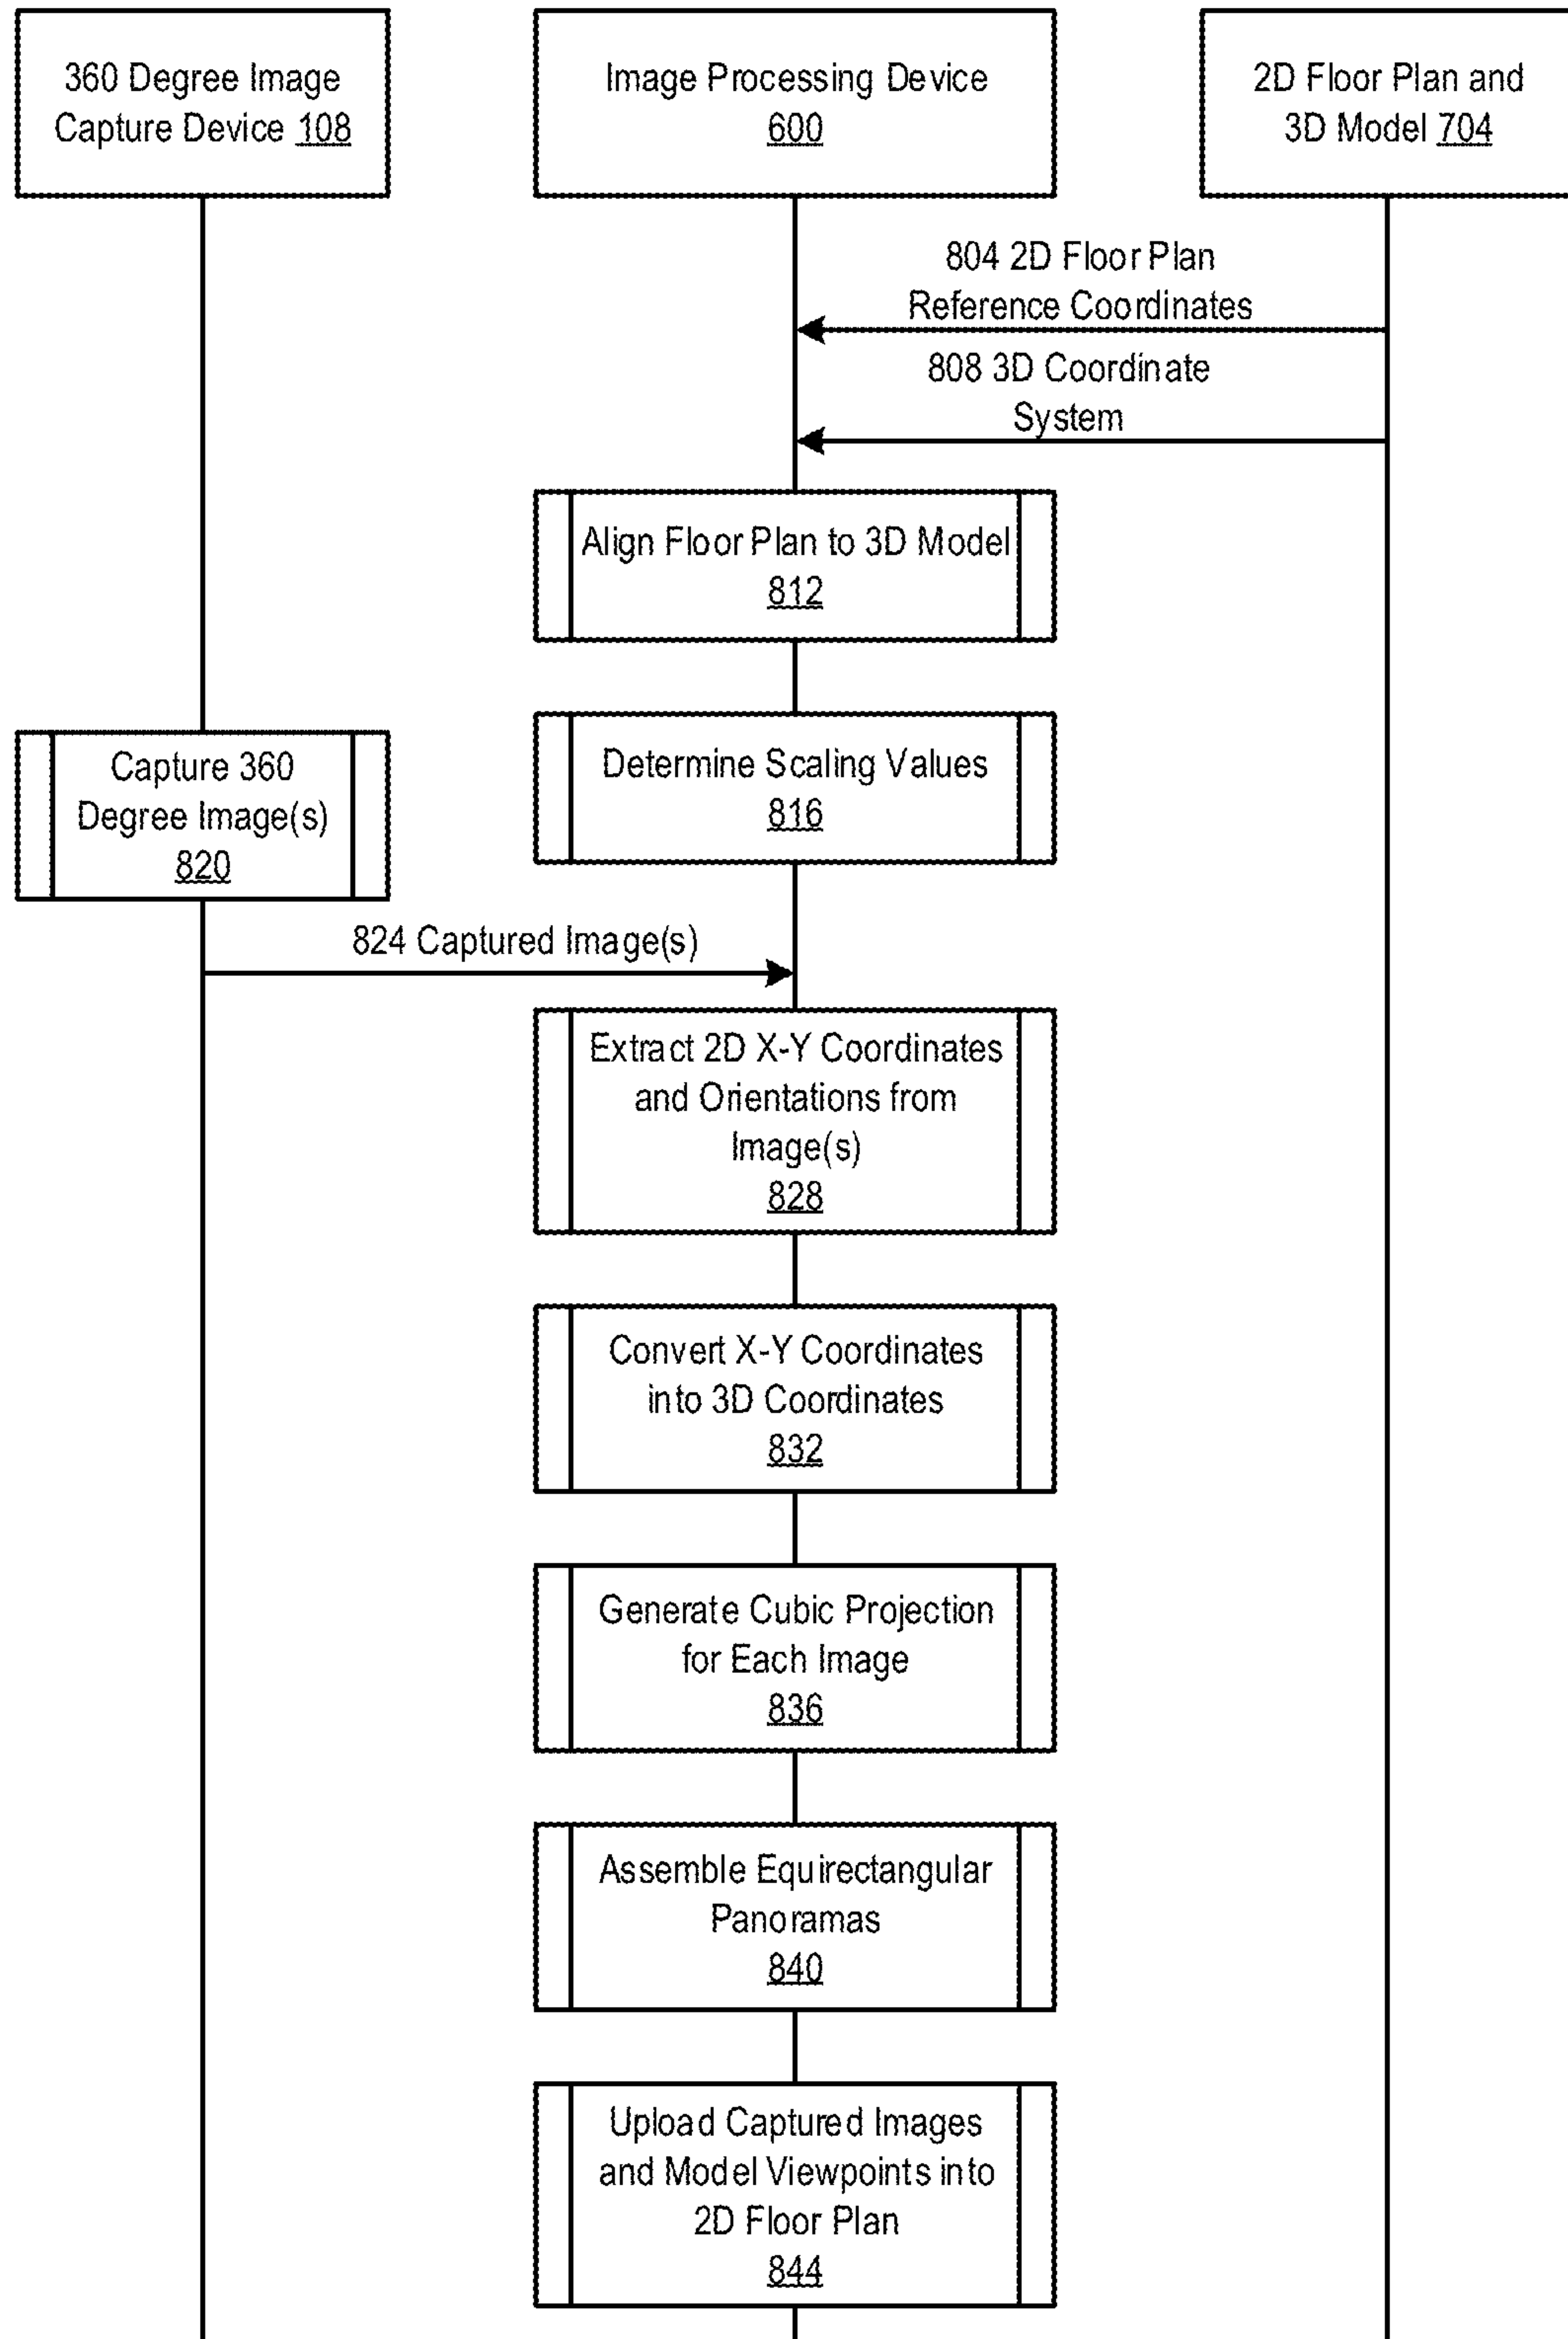 360 Degree Image
Capture Device 108
Image Processing Device
600
2D Floor Plan and
3D Model 704
804 2D Floor Plan
Reference Coordinates
808 3D Coordinate
System
Align Floor Plan to 3D Model
812
Determine Scaling Values
816
Capture 360
Degree Image(s)
820
824 Captured Image(s)
Extract 2D X-Y Coordinates
and Orientations from
Image(s)
828
Convert X-Y Coordinates
into 3D Coordinates
832
Generate Cubic Projection
for Each Image
836
Assemble Equirectangular
Panoramas
840
Upload Captured Images
and Model Viewpoints into
2D Floor Plan
844